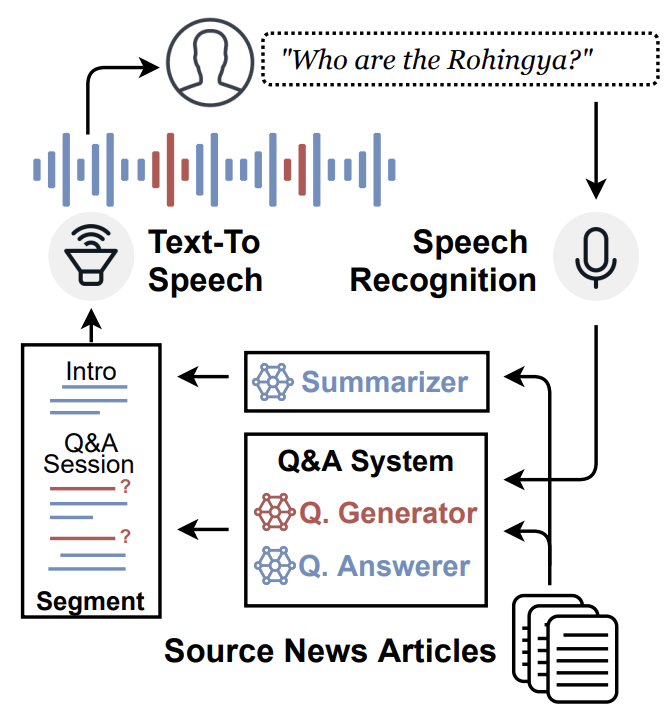 "Who are the Rohingya?"
Text-To
Speech
Speech
Recognition
Intro
Q&A
Session
?
?
Segment
Summarizer
Q&A System
Q. Generator
Q. Answerer
Source News Articles